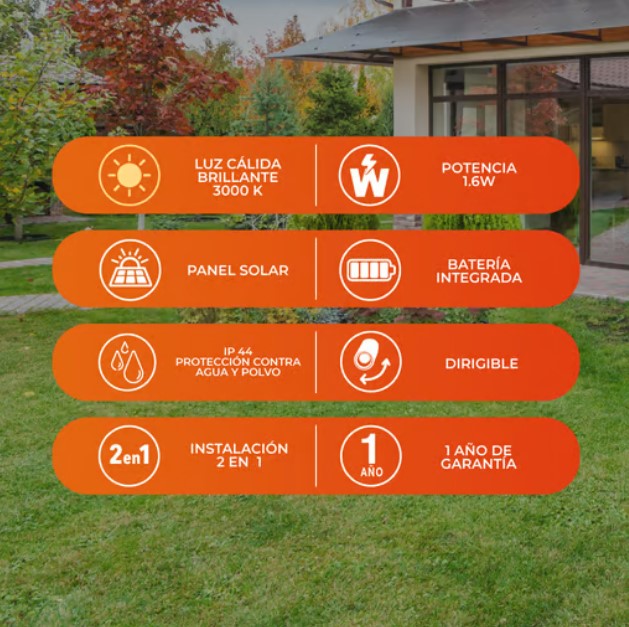 LUZ CÁLIDA
BRILLANTE
3000 K
W
POTENCIA
1.6W
PANEL SOLAR
BATERÍA
INTEGRADA
IP 44
PROTECCIÓN CONTRA
AGUA Y POLVO
DIRIGIBLE
2en1
INSTALACIÓN
2 EN 1
1
AÑO
1 AÑO DE
GARANTÍA